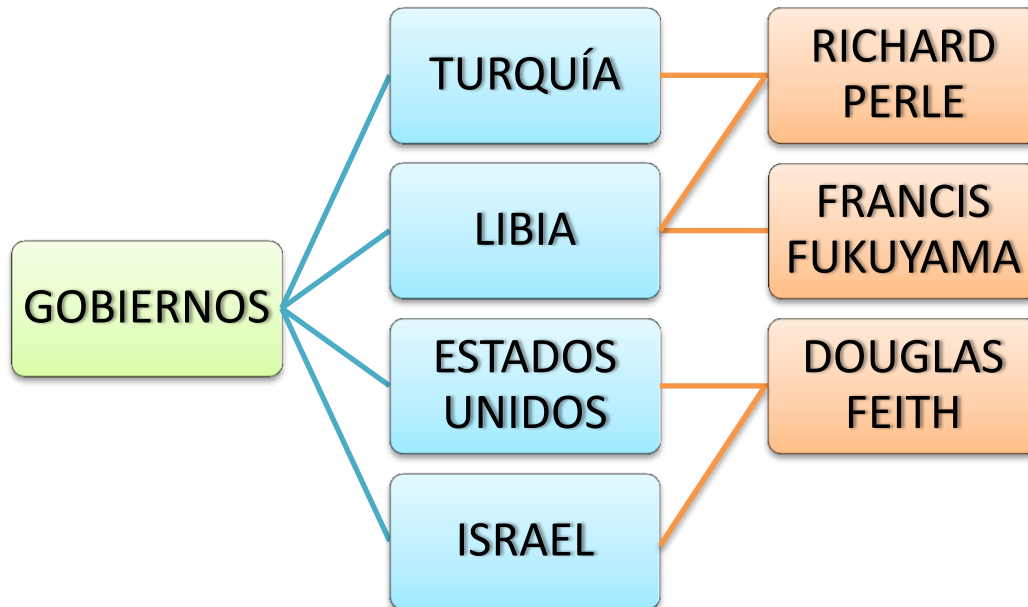 GOBIERNOS
TURQUÍA
LIBIA
ESTADOS
UNIDOS
ISRAEL
RICHARD
PERLE
FRANCIS
FUKUYAMA
DOUGLAS
FEITH